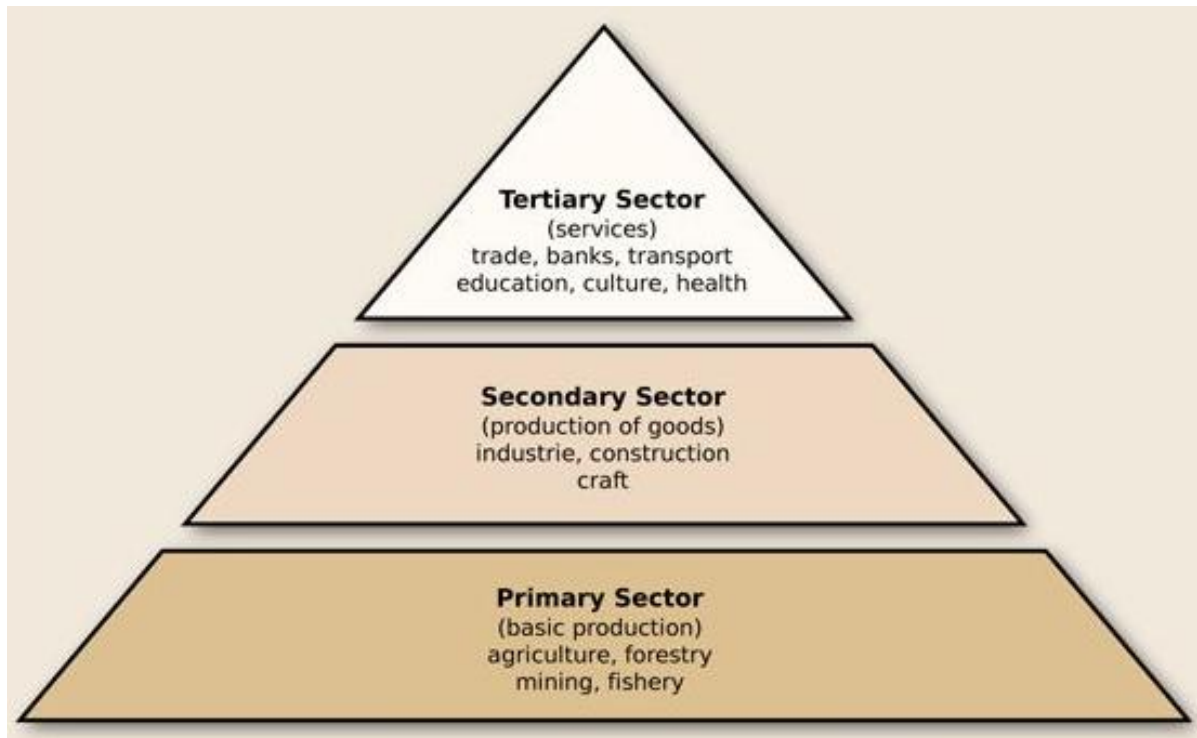 Tertiary Sector
(services)
trade, banks, transport
education, culture, health
Secondary Sector
(production of goods)
industrie, construction
craft
Primary Sector
(basic production)
agriculture, forestry
mining, fishery